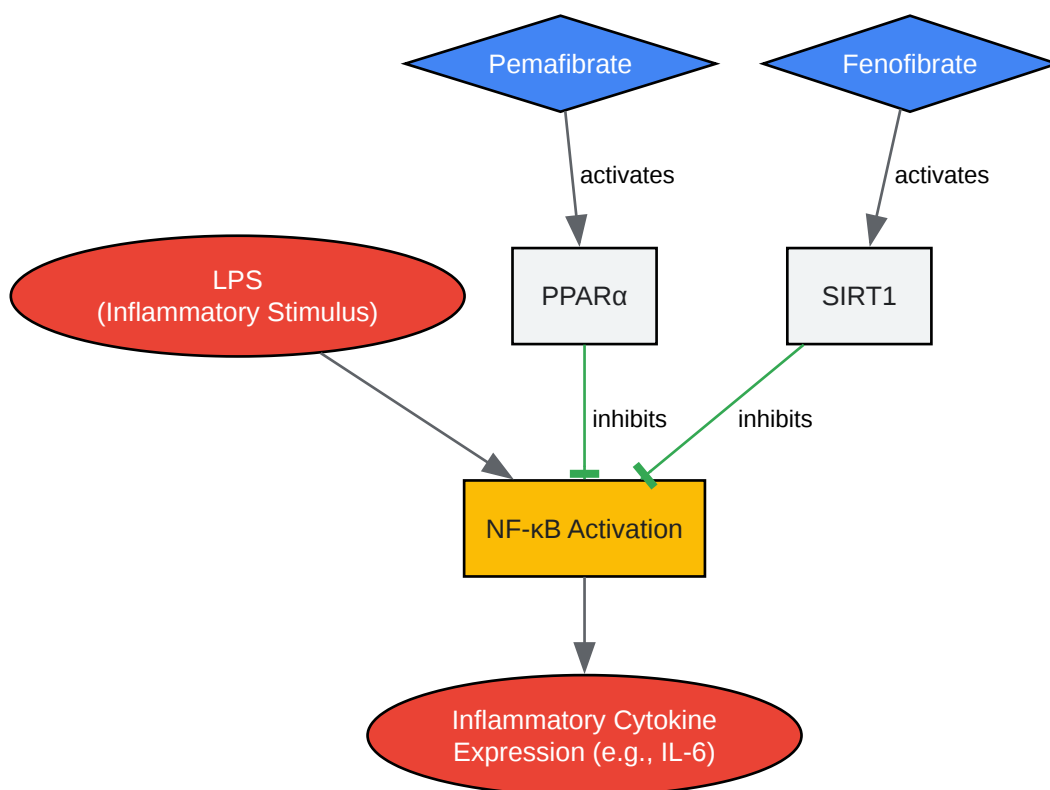 Pemafibrate
Fenofibrate
activates
activates
LPS
(Inflammatory Stimulus)
PPARα
SIRT1
inhibits
inhibits
NF-κB Activation
Inflammatory Cytokine
Expression (e.g., IL-6)